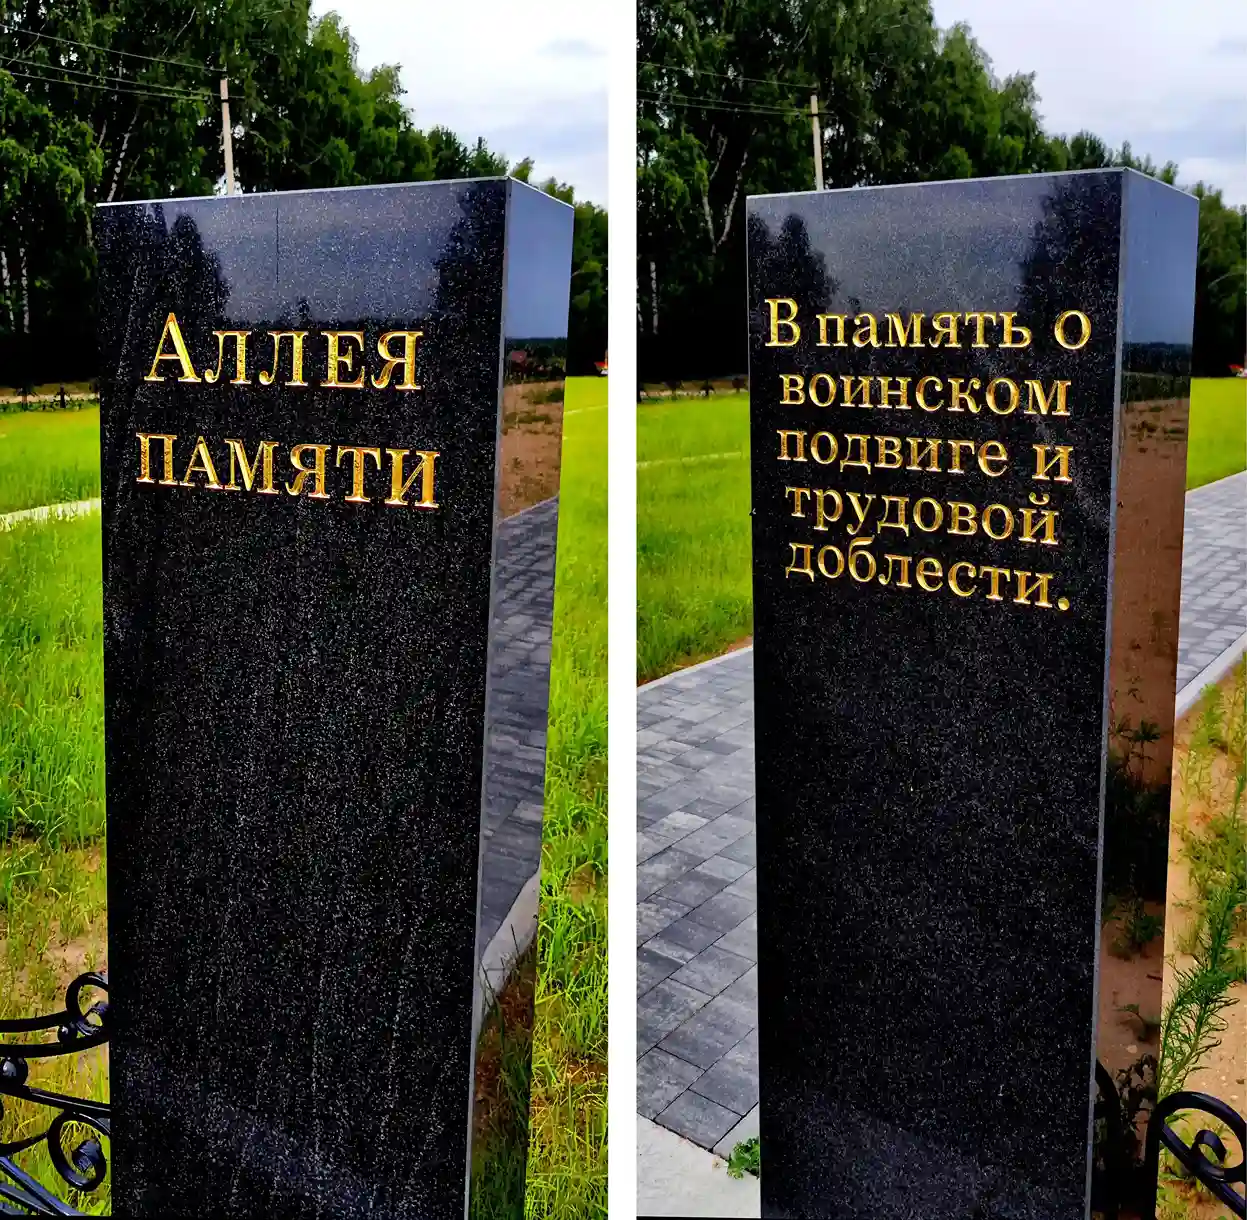 Аллея
памяти
В память о
воинском
подвиге и
трудовой
доблести.